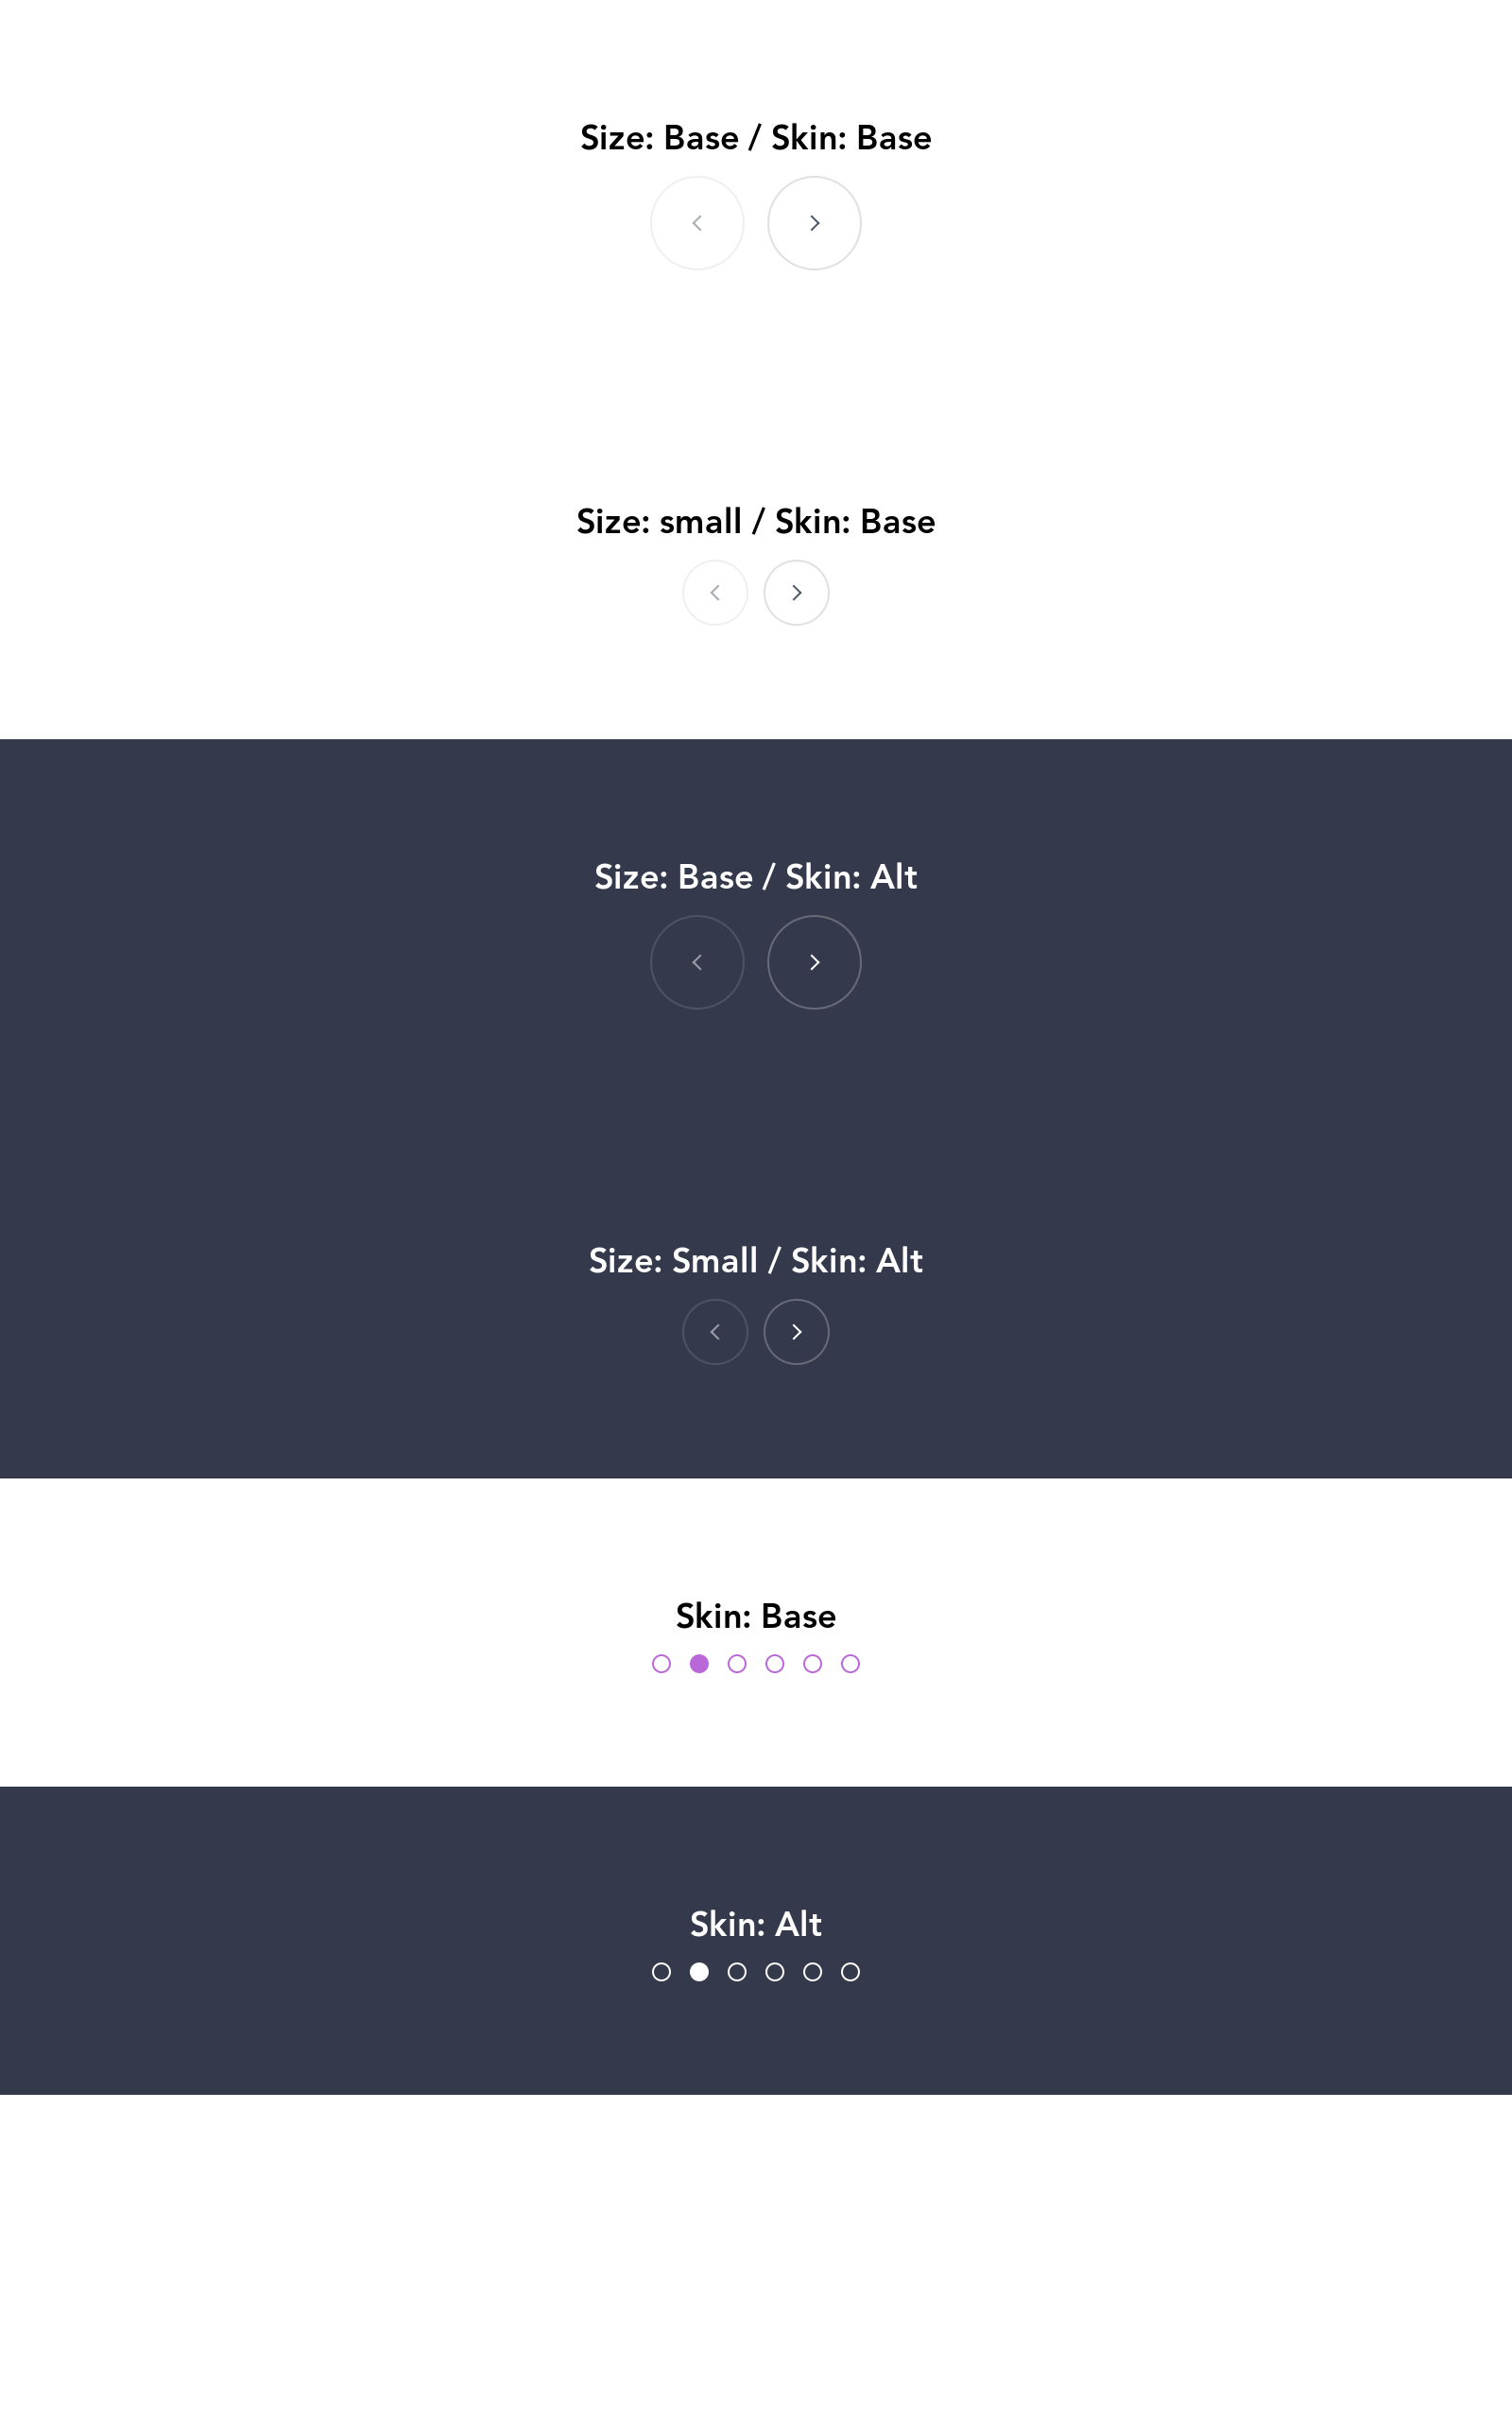 Size: Base / Skin: Base
Size: small / Skin: Base
Size: Base / Skin: Alt
Size: Small / Skin: Alt
Skin: Base
Skin: Alt